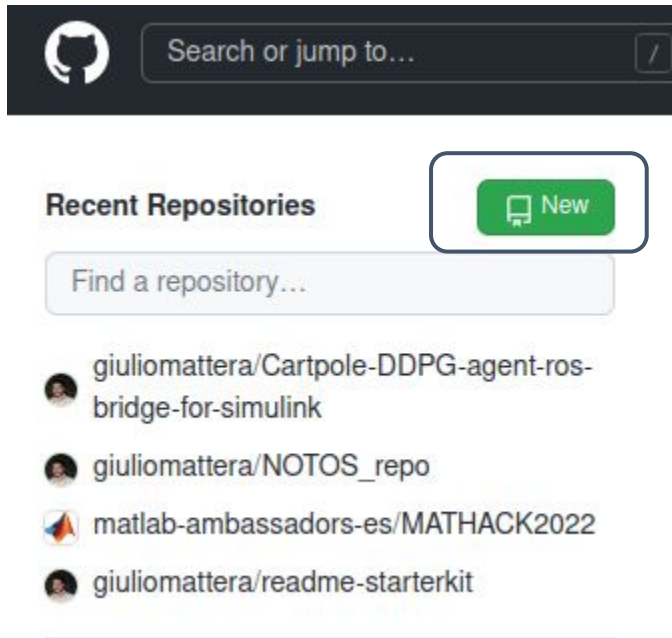 Search or jump to…
/
Recent Repositories
New
Find a repository…
giuliomattera/Cartpole-DDPG-agent-ros-
bridge-for-simulink
giuliomattera/NOTOS_repo
matlab-ambassadors-es/MATHACK2022
giuliomattera/readme-starterkit